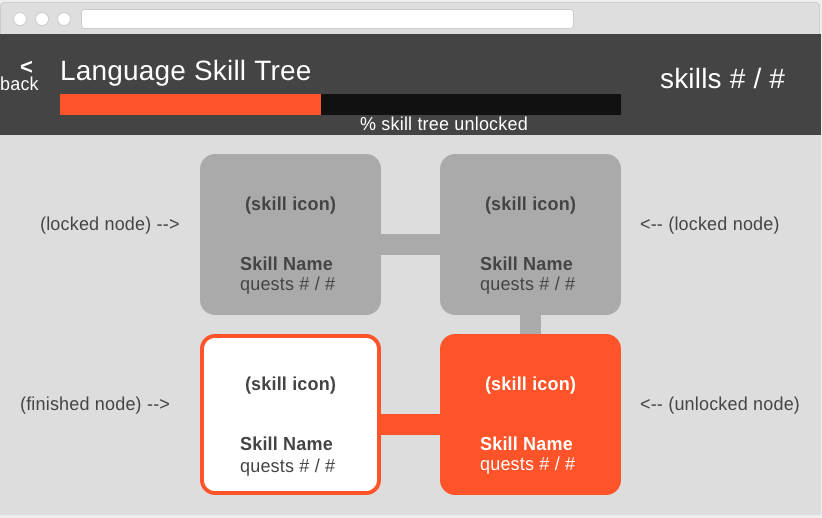 <
back
Language Skill Tree
skills # / #
% skill tree unlocked
(locked node) -->
(skill icon)
Skill Name
quests # / #
(skill icon)
Skill Name
quests # / #
<-- (locked node)
(finished node) -->
(skill icon)
Skill Name
quests # / #
(skill icon)
Skill Name
quests # / #
<-- (unlocked node)